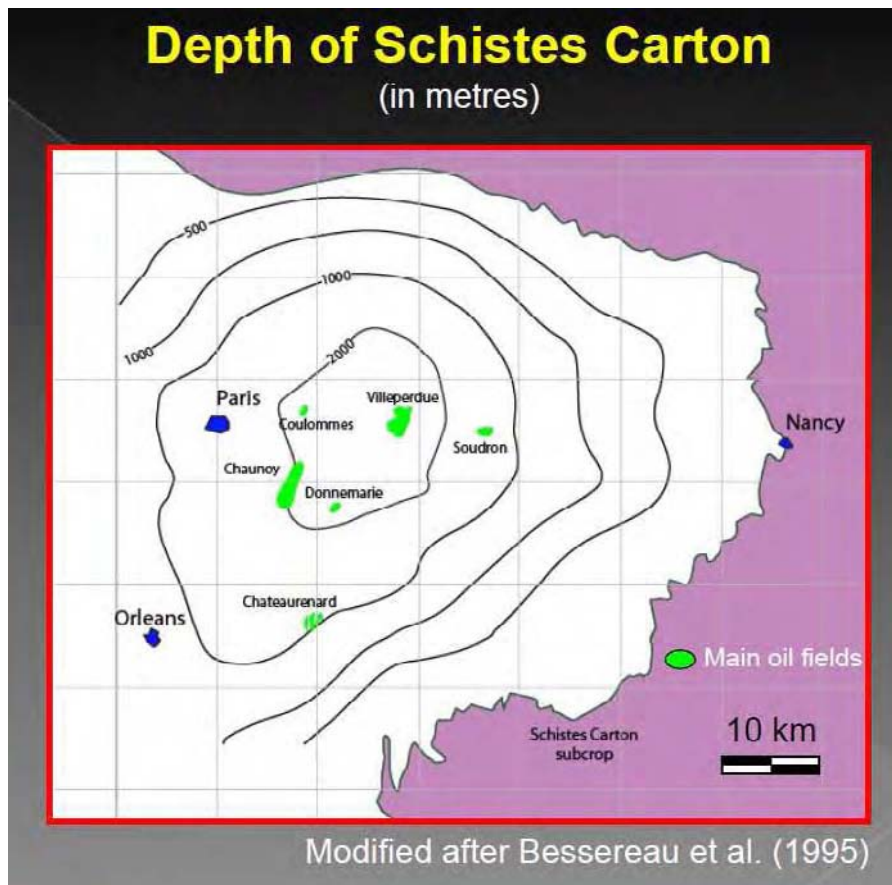 Depth of Schistes Carton
(in metres)
500
1000
1000
2000
Paris
Villeperdue
Coulommes
Nancy
Soudron
Chaunoy
Donnemarie
Chateaurenard
Orleans
Main oil fields
Schistes Carton
subcrop
10 km
Modified after Bessereau et al. (1995)